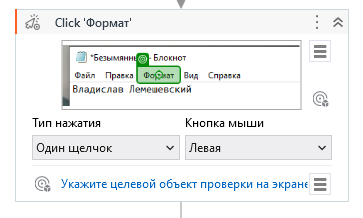 Click 'Формат'
*Безымянный – Блокнот
Файл Правка Формат Вид Справка
Владислав Лемешевский
Тип нажатия Кнопка мыши
Один щелчок Левая
Укажите целевой объект проверки на экране